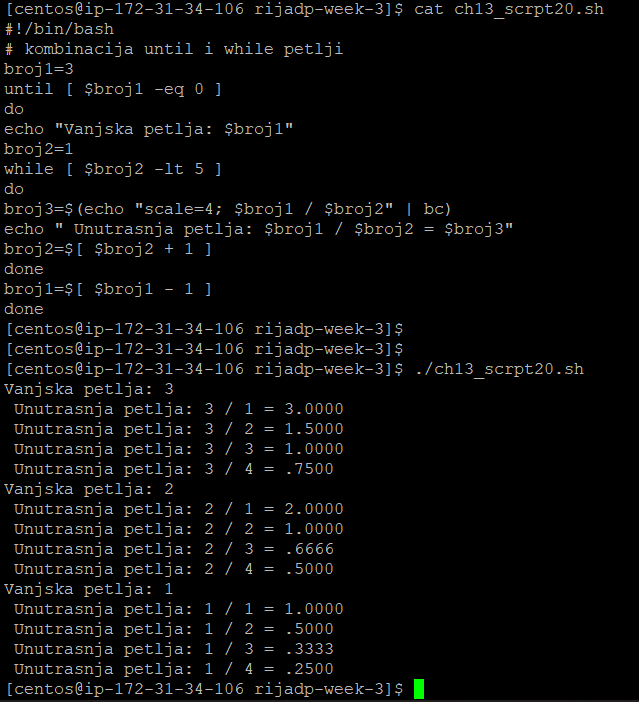 [centos@ip-172-31-34-106 rijadp-week-3]$ cat ch13_scrpt20.sh
#!/bin/bash
# kombinacija until i while petlji
broj1=3
until [ $broj1 -eq 0 ]
do
echo "Vanjska petlja: $broj1"
broj2=1
while [ $broj2 -lt 5 ]
do
broj3=$(echo "scale=4; $broj1 / $broj2" | bc)
echo " Unutrasnja petlja: $broj1 / $broj2 = $broj3"
broj2=$[ $broj2 + 1 ]
done
broj1=$[ $broj1 - 1 ]
done
[centos@ip-172-31-34-106 rijadp-week-3]$
[centos@ip-172-31-34-106 rijadp-week-3]$
[centos@ip-172-31-34-106 rijadp-week-3]$ ./ch13_scrpt20.sh
Vanjska petlja: 3
 Unutrasnja petlja: 3 / 1 = 3.0000
 Unutrasnja petlja: 3 / 2 = 1.5000
 Unutrasnja petlja: 3 / 3 = 1.0000
 Unutrasnja petlja: 3 / 4 = .7500
Vanjska petlja: 2
 Unutrasnja petlja: 2 / 1 = 2.0000
 Unutrasnja petlja: 2 / 2 = 1.0000
 Unutrasnja petlja: 2 / 3 = .6666
 Unutrasnja petlja: 2 / 4 = .5000
Vanjska petlja: 1
 Unutrasnja petlja: 1 / 1 = 1.0000
 Unutrasnja petlja: 1 / 2 = .5000
 Unutrasnja petlja: 1 / 3 = .3333
 Unutrasnja petlja: 1 / 4 = .2500
[centos@ip-172-31-34-106 rijadp-week-3]$